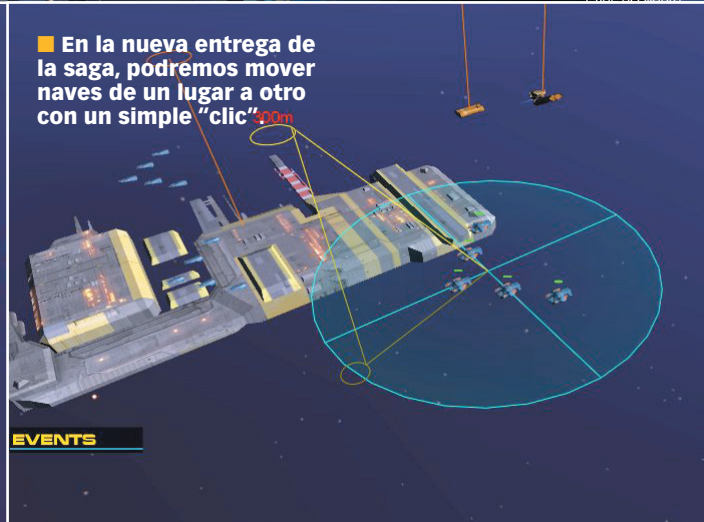 ■ En la nueva entrega de
la saga, podremos mover
naves de un lugar a otro
con un simple “clic”.
300m
EVENTS